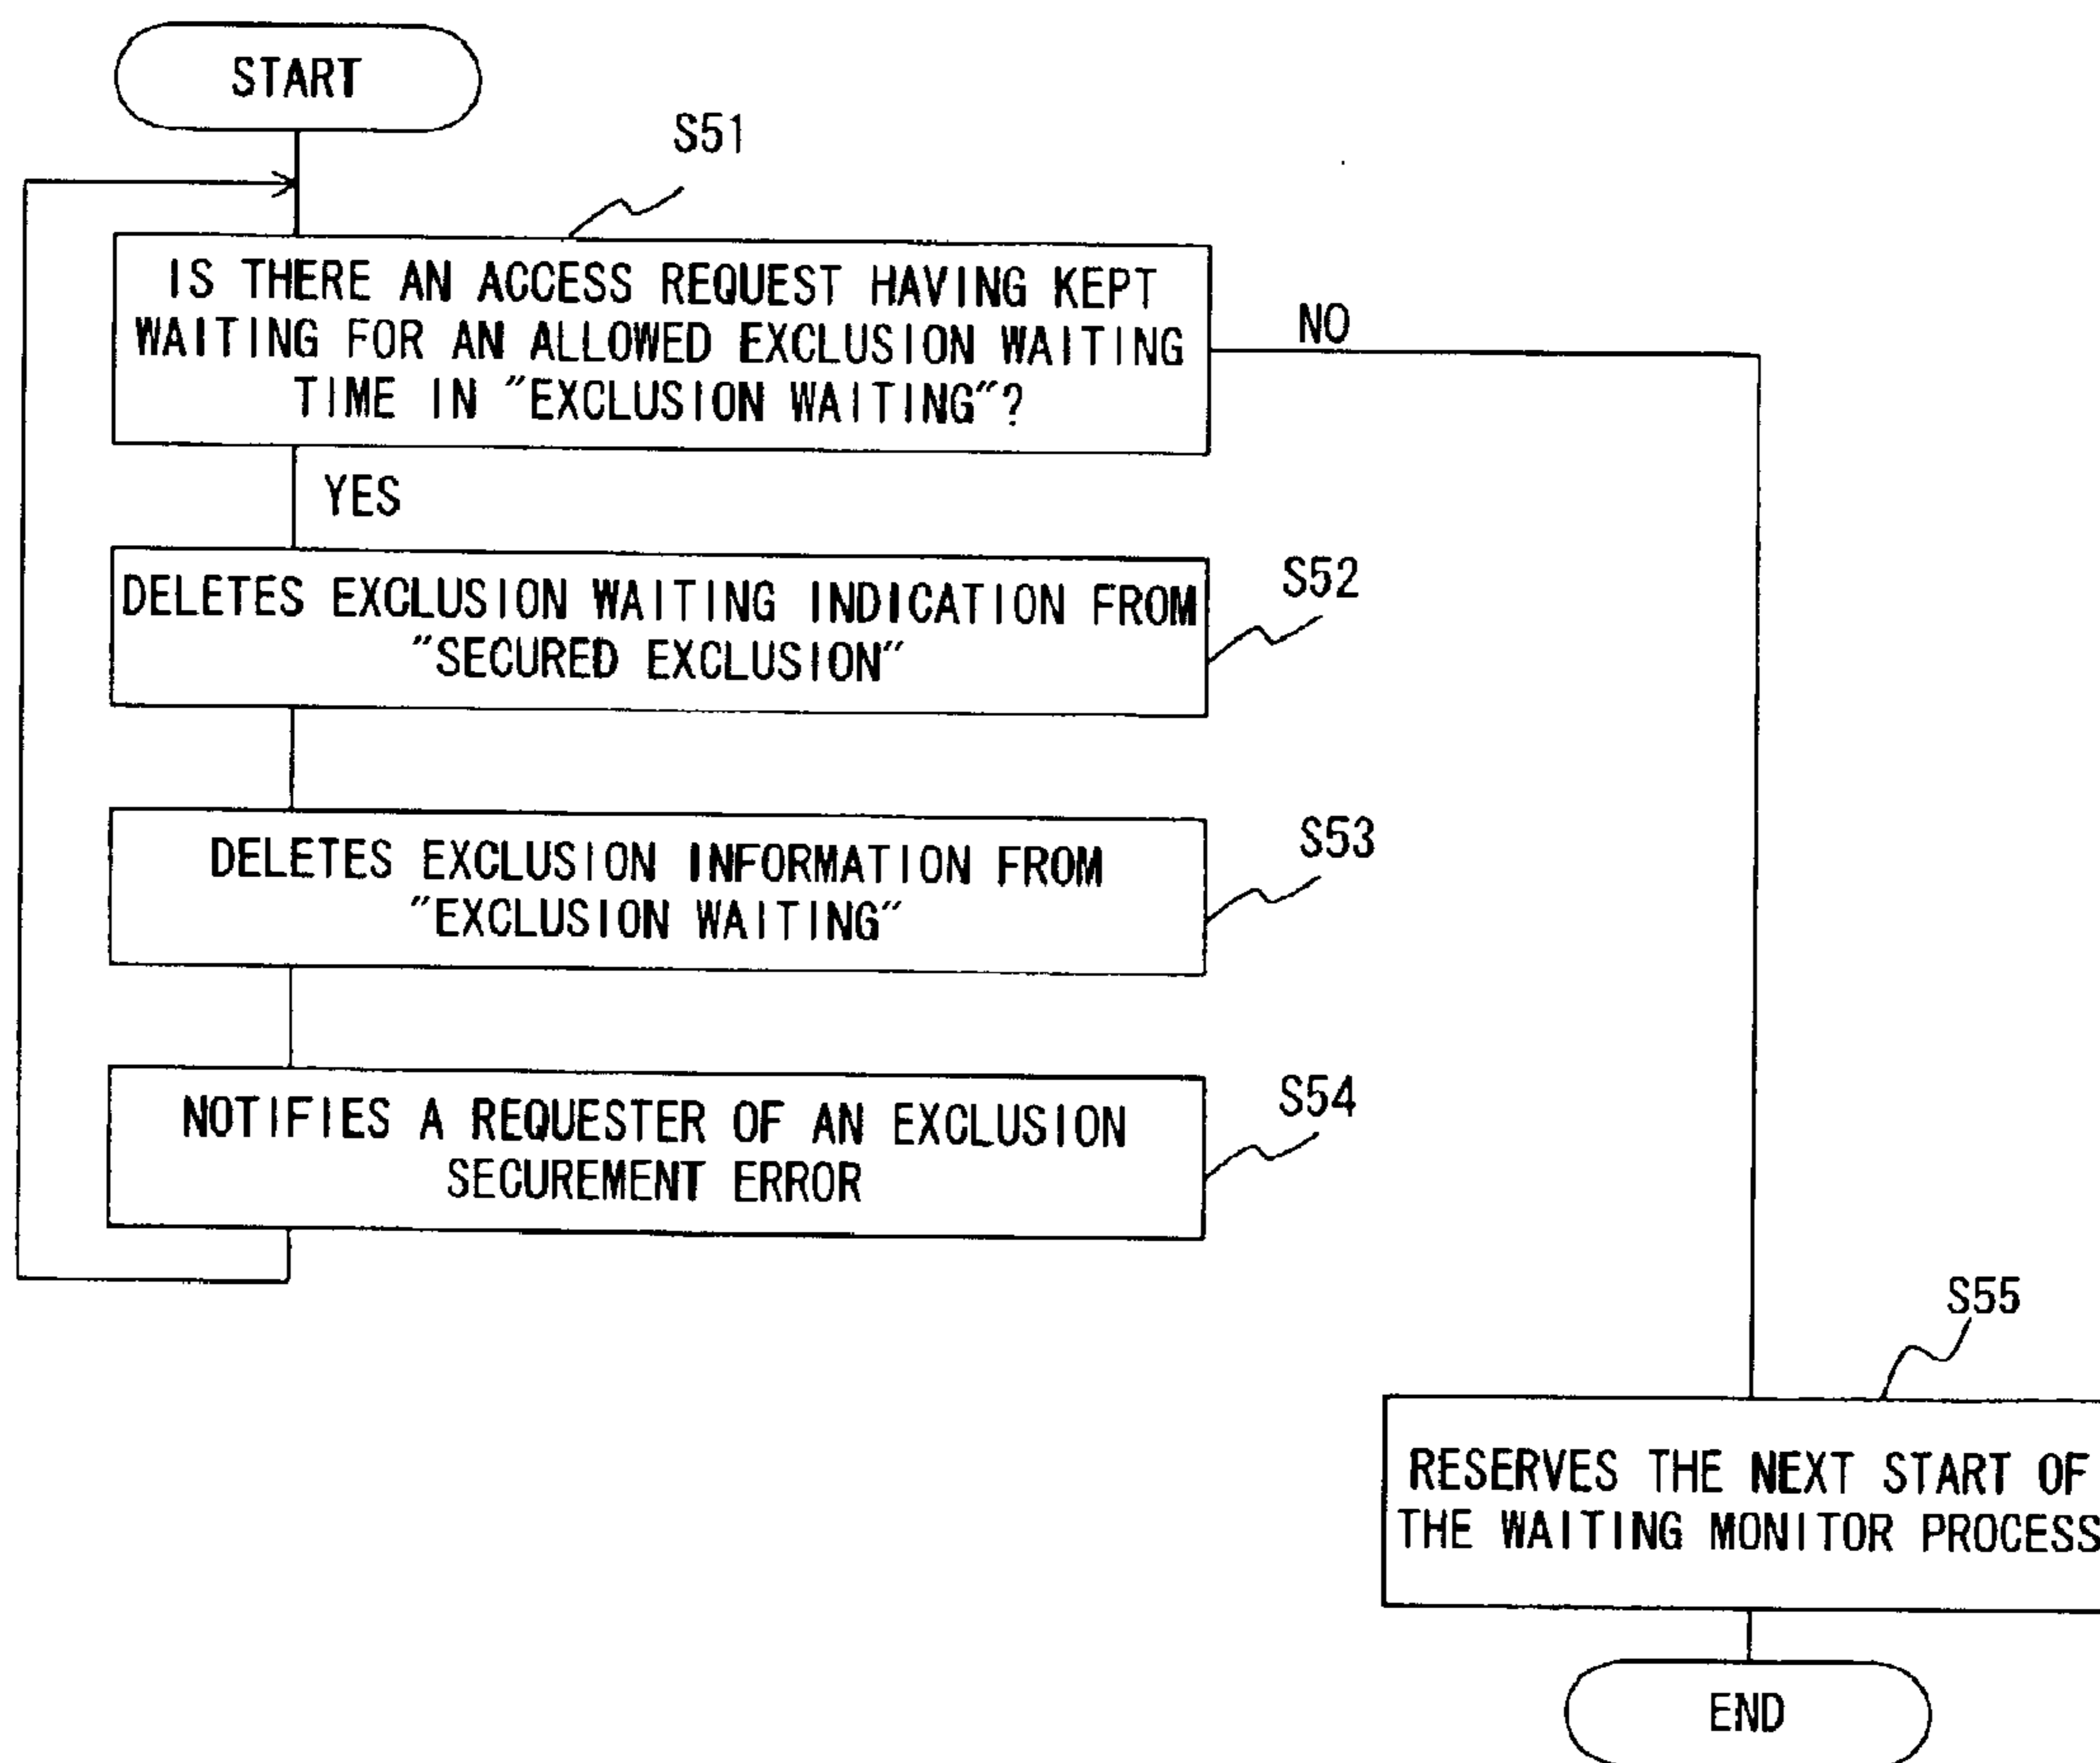 START
S51
IS THERE AN ACCESS REQUEST HAVING KEPT
WAITING FOR AN ALLOWED EXCLUSION WAITING
TIME IN "EXCLUSION WAITING"?
NO
YES
S52
DELETES EXCLUSION WAITING INDICATION FROM
"SECURED EXCLUSION"
S53
DELETES EXCLUSION INFORMATION FROM
"EXCLUSION WAITING"
S54
NOTIFIES A REQUESTER OF AN EXCLUSION
SECUREMENT ERROR
S55
RESERVES THE NEXT START OF
THE WAITING MONITOR PROCESS
END